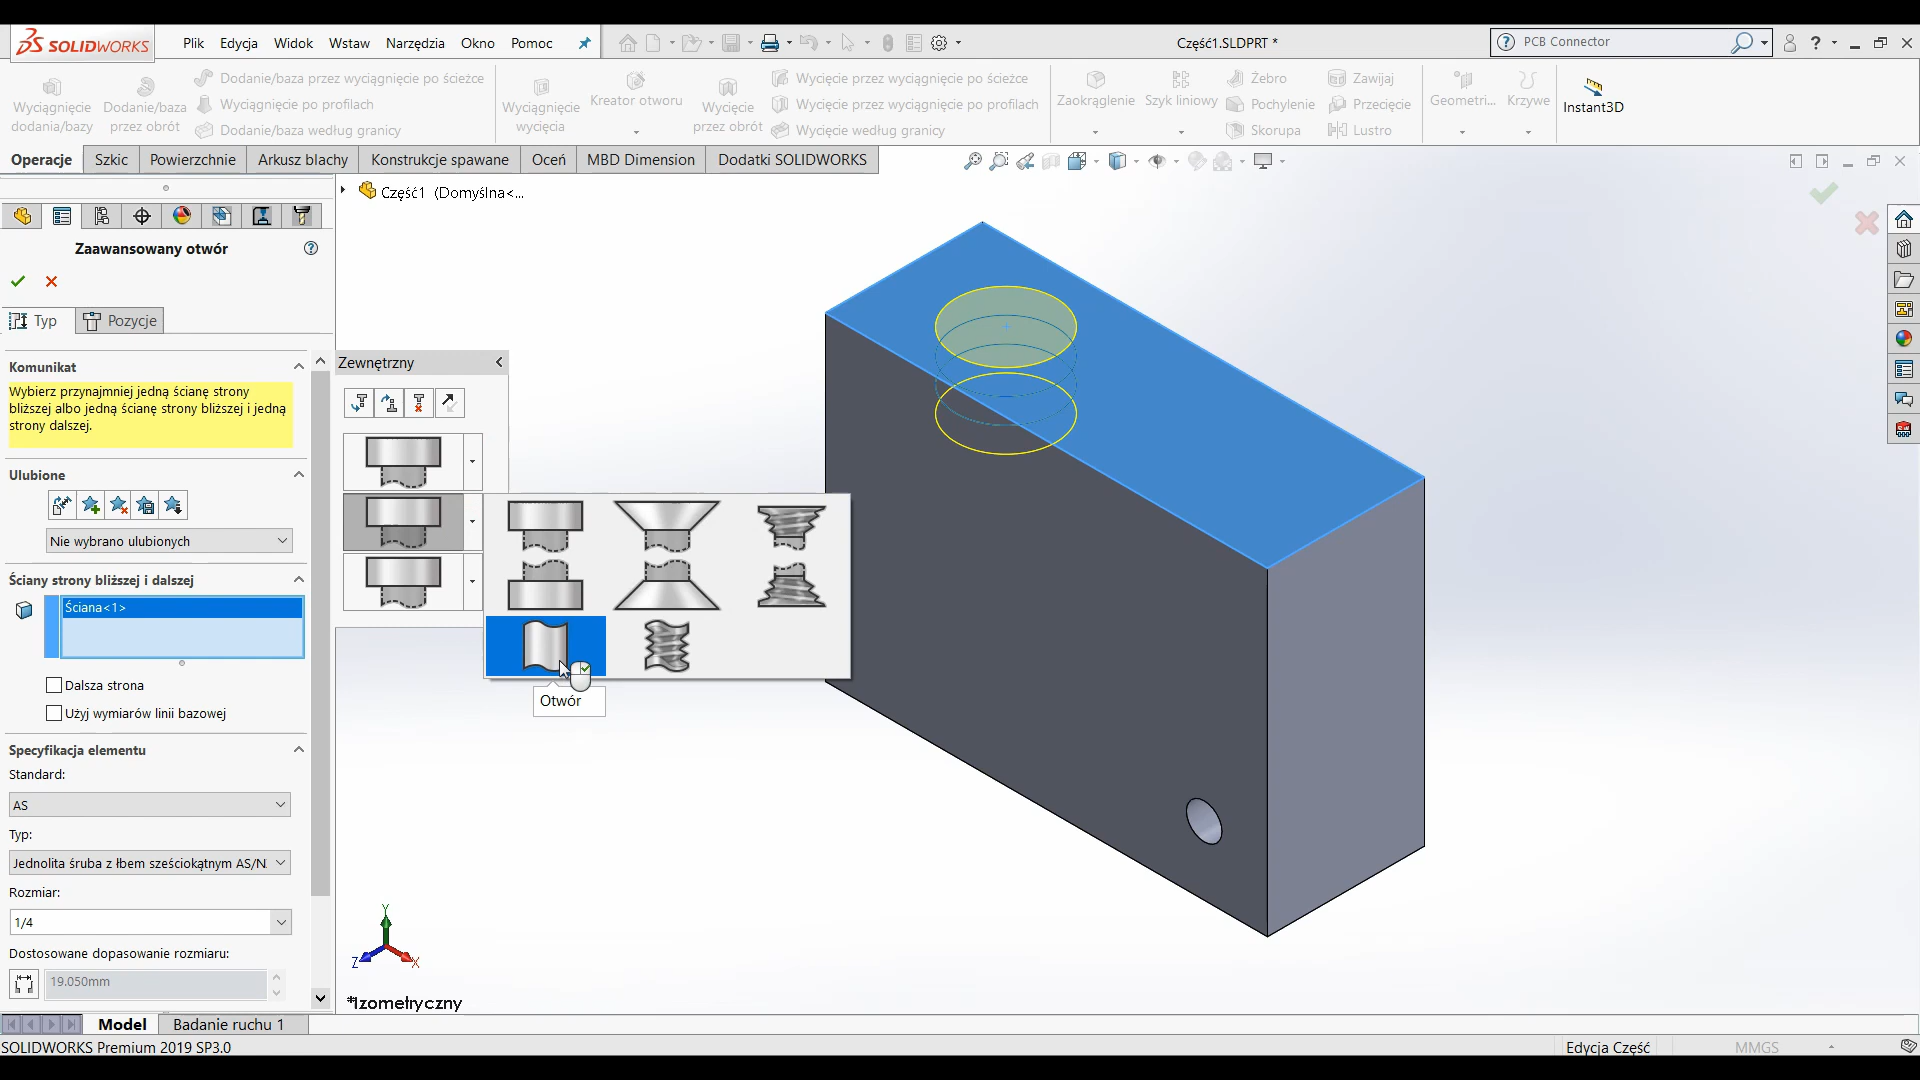 SOLIDWORKS
Plik Edycja Widok Wstaw Narzędzia Okno Pomoc
Część1.SLDPRT *
PCB Connector
Wyciągnięcie dodania/bazy
Dodanie/baza przez obrót
Dodanie/baza przez wyciągnięcie po ścieżce
Wyciągnięcie po profilach
Dodanie/baza według granicy
Wyciągnięcie wycięcia
Kreator otworu
Wycięcie przez obrót
Wycięcie przez wyciągnięcie po ścieżce
Wycięcie przez wyciągnięcie po profilach
Wycięcie według granicy
Zaokrąglenie
Szyk liniowy
Żebro
Pochylenie
Skorupa
Zawijaj
Przecięcie
Lustro
Geometri...
Krzywe
Instant3D
Operacje Szkic Powierzchnie Arkusz blachy Konstrukcje spawane Oceń MBD Dimension Dodatki SOLIDWORKS
Część1 (Domyślna<...
Zaawansowany otwór
Typ Pozycje
Komunikat
Wybierz przynajmniej jedną ścianę strony
bliższej albo jedną ścianę strony bliższej i jedną
strony dalszej.
Ulubione
Nie wybrano ulubionych
Ściany strony bliższej i dalszej
Ściana<1>
Dalsza strona
Użyj wymiarów linii bazowej
Specyfikacja elementu
Standard:
AS
Typ:
Jednolita śruba z łbem sześciokątnym AS/N.
Rozmiar:
1/4
Dostosowane dopasowanie rozmiaru:
19.050mm
Zewnętrzny
Otwór
Y
Z
X
*Izometryczny
Model Badanie ruchu 1
SOLIDWORKS Premium 2019 SP3.0
Edycja Część
MMGS